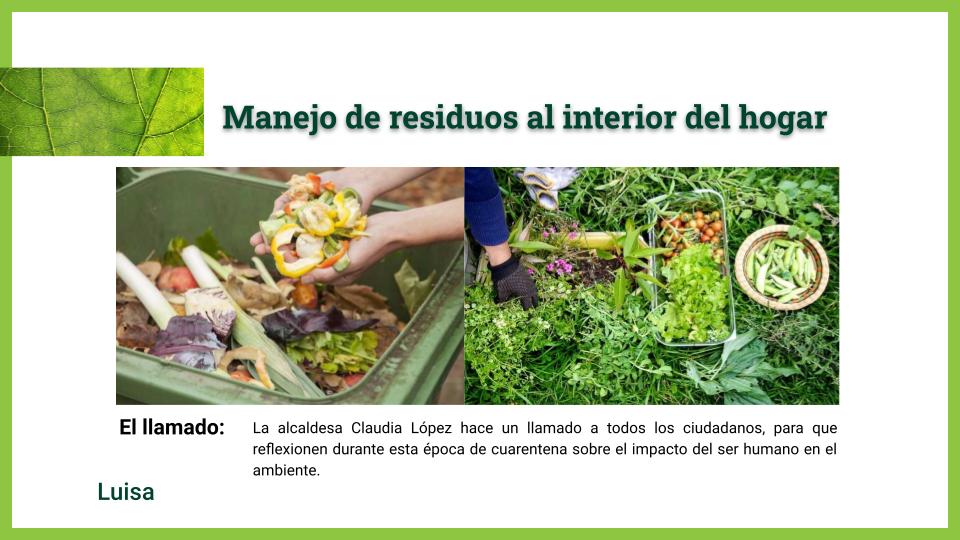 Manejo de residuos al interior del hogar
El llamado:
La alcaldesa Claudia López hace un llamado a todos los ciudadanos, para que
reflexionen durante esta época de cuarentena sobre el impacto del ser humano en el
ambiente.
Luisa